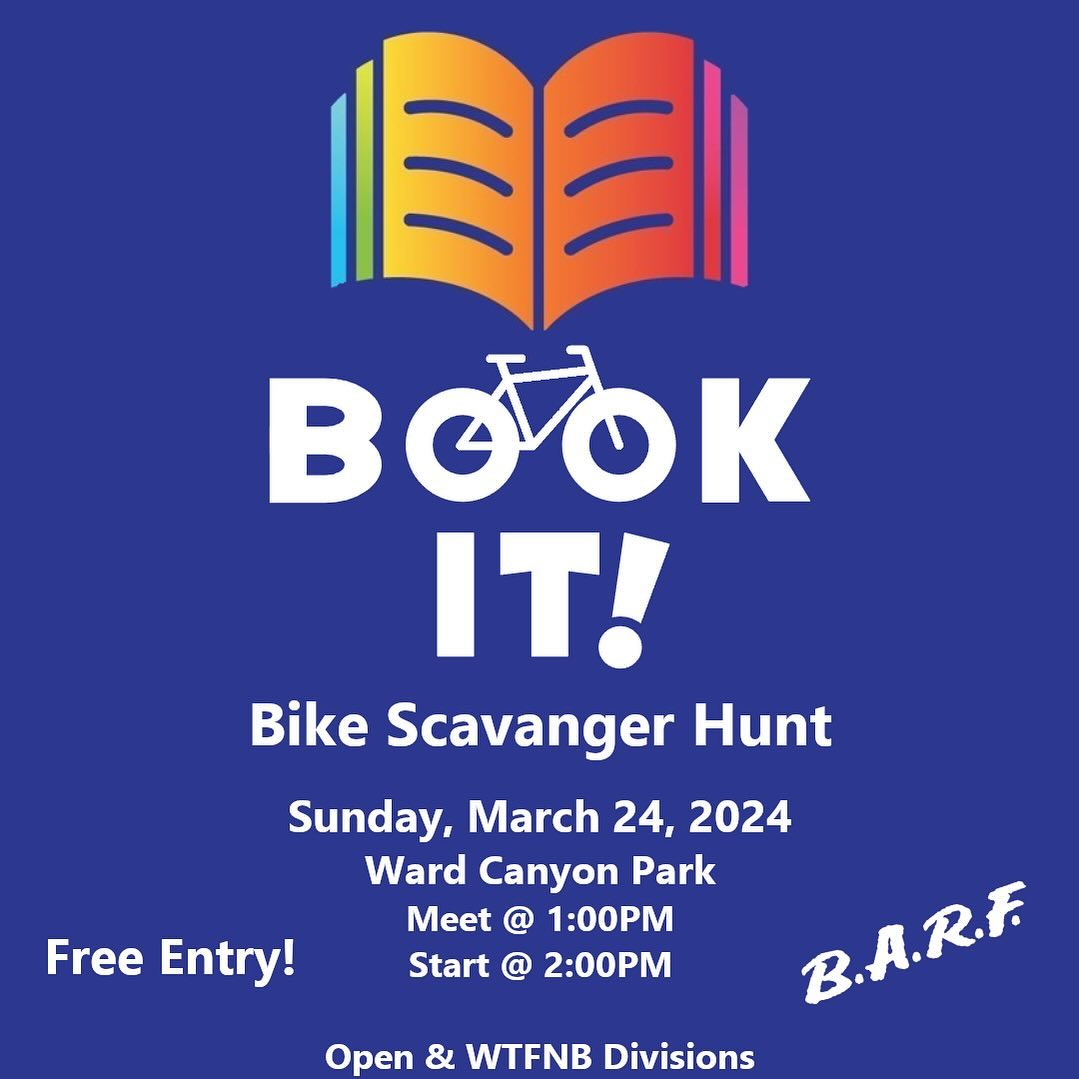 BOOK
IT!
Bike Scavanger Hunt
Sunday, March 24, 2024
Ward Canyon Park
Meet @ 1:00PM
Start @ 2:00PM
Free Entry!
B.A.R.F.
Open & WTFNB Divisions